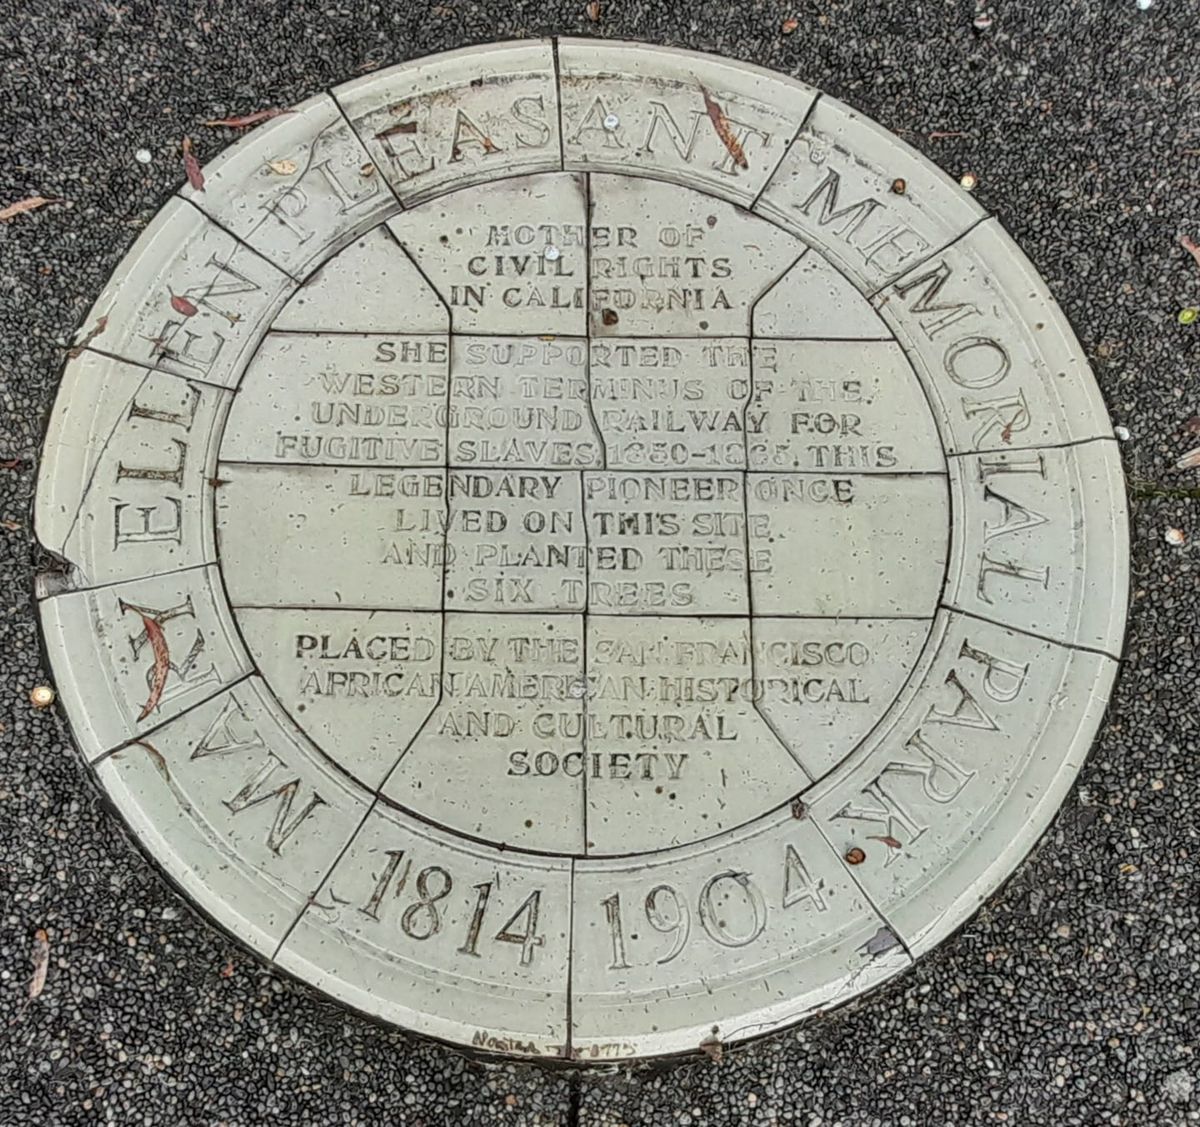 MARY ELLEN PLEASANT MEMORIAL PARK
MOTHER OF
CIVIL RIGHTS
IN CALIFORNIA
SHE SUPPORTED THE
WESTERN TERMINUS OF THE
UNDERGROUND RAILWAY FOR
FUGITIVE SLAVES 1850-1865. THIS
LEGENDARY PIONEER ONCE
LIVED ON THIS SITE
AND PLANTED THESE
SIX TREES
PLACED BY THE SAN FRANCISCO
AFRICAN AMERICAN HISTORICAL
AND CULTURAL
SOCIETY
1814 1904